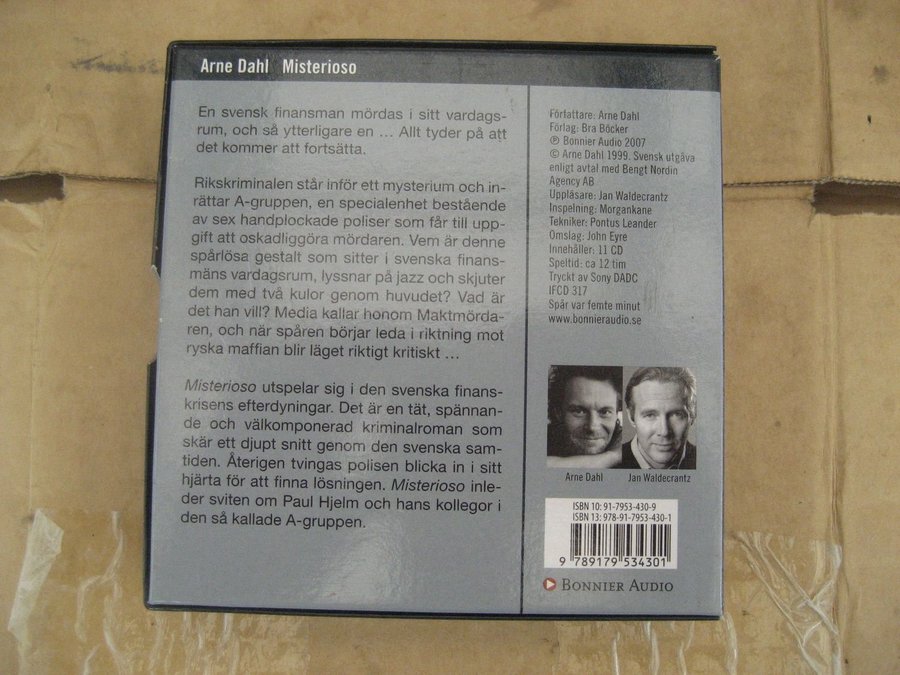 Arne Dahl Misterioso
En svensk finansman mördas i sitt vardags-
rum, och så ytterligare en ... Allt tyder på att
det kommer att fortsätta.
Rikskriminalen står inför ett mysterium och in-
rättar A-gruppen, en specialenhet bestående
av sex handplockade poliser som får till upp-
gift att oskadliggöra mördaren. Vem är denne
spårlösa gestalt som sitter i svenska finans-
mäns vardagsrum, lyssnar på jazz och skjuter
dem med två kulor genom huvudet? Vad är
det han vill? Media kallar honom Maktmörda-
ren, och när spåren börjar leda i riktning mot
ryska maffian blir läget riktigt kritiskt ...
Misterioso utspelar sig i den svenska finans-
krisens efterdyningar. Det är en tät, spännan-
de och välkomponerad kriminalroman som
skär ett djupt snitt genom den svenska sam-
tiden. Återigen tvingas polisen blicka in i sitt
hjärta för att finna lösningen. Misterioso inle-
der sviten om Paul Hjelm och hans kollegor i
den så kallade A-gruppen.
Författare: Arne Dahl
Förlag: Bra Böcker
℗ Bonnier Audio 2007
© Arne Dahl 1999. Svensk utgåva
enligt avtal med Bengt Nordin
Agency AB
Uppläsare: Jan Waldecrantz
Inspelning: Morgankane
Tekniker: Pontus Leander
Omslag: John Eyre
Innehåller: 11 CD
Speltid: ca 12 tim
Tryckt av Sony DADC
IFCD 317
Spår var femte minut
www.bonnieraudio.se
Arne Dahl Jan Waldecrantz
ISBN 10: 91-7953-430-9
ISBN 13: 978-91-7953-430-1
9 789179 534301
BONNIER AUDIO